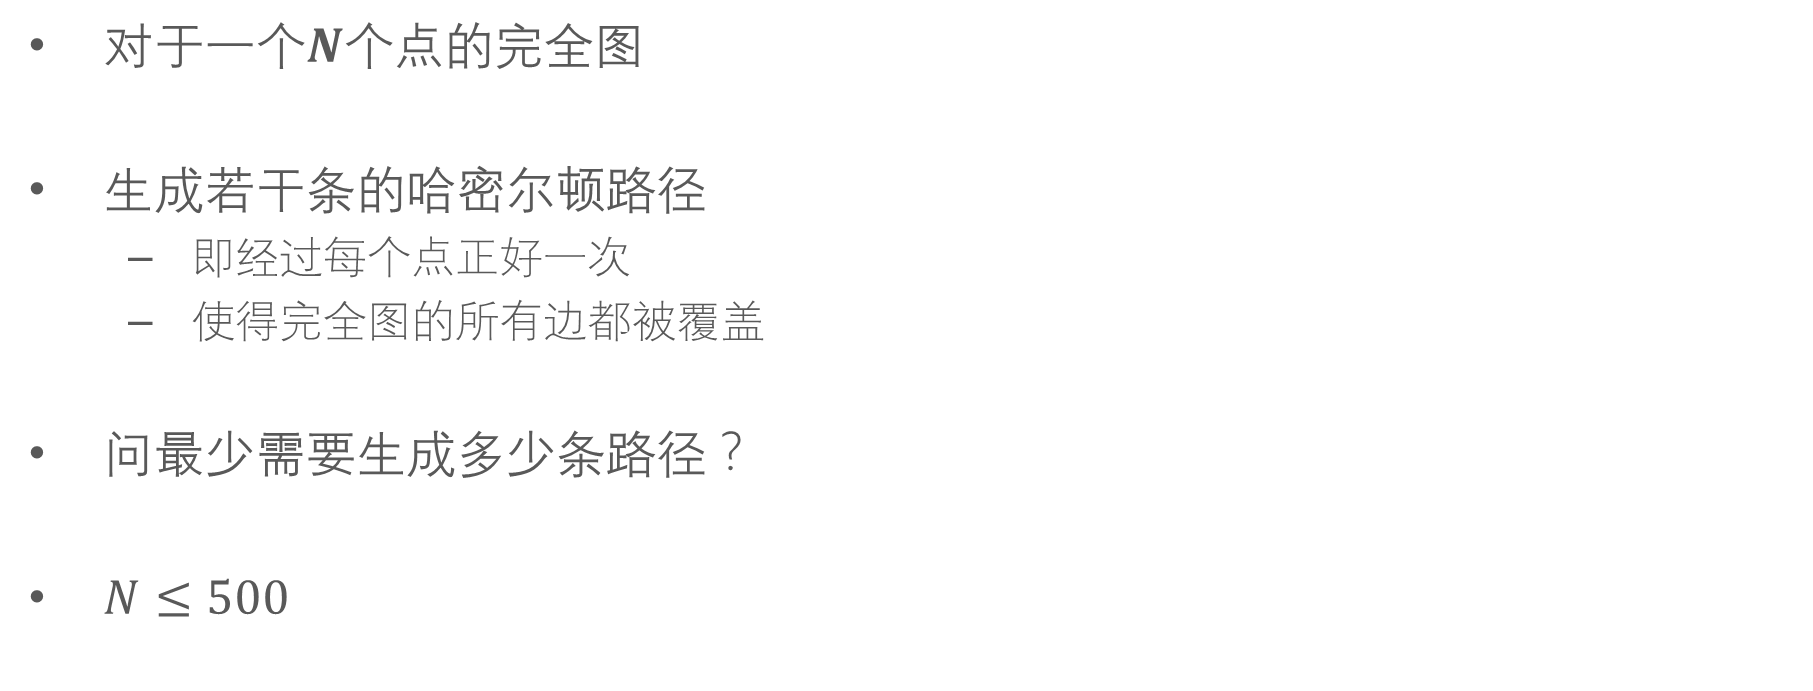 • 对于一个N个点的完全图
• 生成若干条的哈密尔顿路径
– 即经过每个点正好一次
– 使得完全图的所有边都被覆盖
• 问最少需要生成多少条路径？
• N ≤ 500